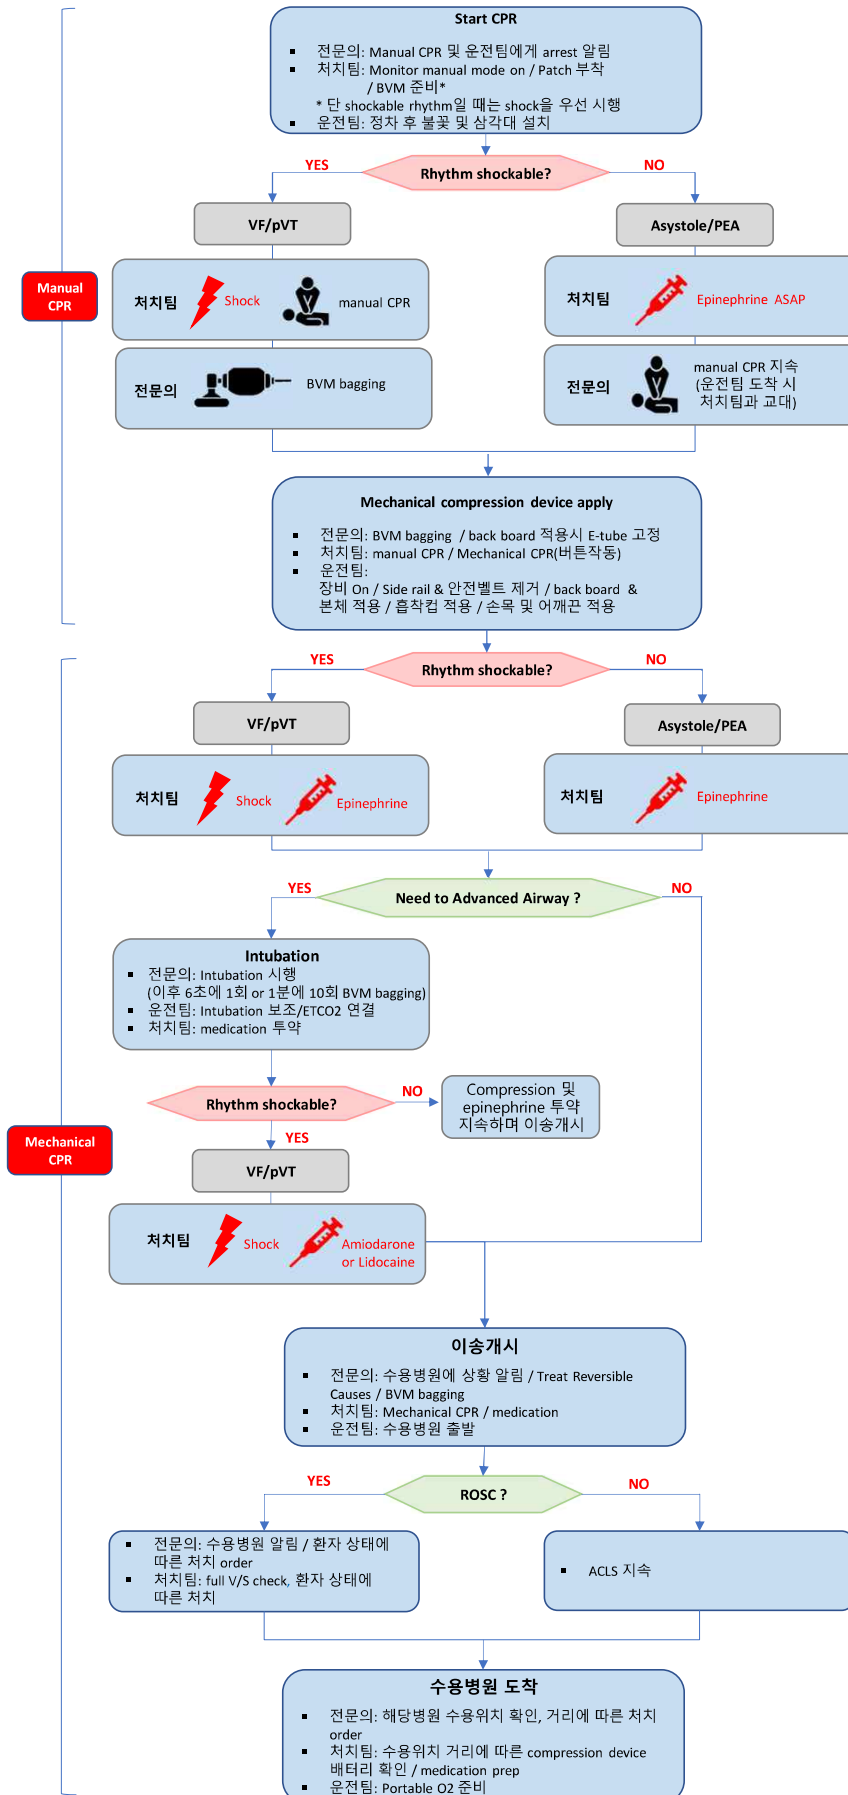 Start CPR
▪ 전문의: Manual CPR 및 운전팀에게 arrest 알림
▪ 처치팀: Monitor manual mode on / Patch 부착
/ BVM 준비*
* 단 shockable rhythm일 때는 shock을 우선 시행
▪ 운전팀: 정차 후 불꽃 및 삼각대 설치
YES
Rhythm shockable?
NO
VF/pVT
Asystole/PEA
Manual
CPR
처치팀
Shock
manual CPR
처치팀
Epinephrine ASAP
전문의
BVM bagging
전문의
manual CPR 지속
(운전팀 도착 시
처치팀과 교대)
Mechanical compression device apply
▪ 전문의: BVM bagging / back board 적용시 E-tube 고정
▪ 처치팀: manual CPR / Mechanical CPR(버튼작동)
▪ 운전팀:
장비 On / Side rail & 안전벨트 제거 / back board &
본체 적용 / 흡착컵 적용 / 손목 및 어깨끈 적용
YES
Rhythm shockable?
NO
VF/pVT
Asystole/PEA
처치팀
Shock
Epinephrine
처치팀
Epinephrine
YES
Need to Advanced Airway ?
NO
Intubation
▪ 전문의: Intubation 시행
(이후 6초에 1회 or 1분에 10회 BVM bagging)
▪ 운전팀: Intubation 보조/ETCO2 연결
▪ 처치팀: medication 투약
Rhythm shockable?
NO
Compression 및
epinephrine 투약
지속하며 이송개시
YES
Mechanical
CPR
VF/pVT
처치팀
Shock
Amiodarone
or Lidocaine
이송개시
▪ 전문의: 수용병원에 상황 알림 / Treat Reversible
Causes / BVM bagging
▪ 처치팀: Mechanical CPR / medication
▪ 운전팀: 수용병원 출발
YES
ROSC ?
NO
▪ 전문의: 수용병원 알림 / 환자 상태에
따른 처치 order
▪ 처치팀: full V/S check, 환자 상태에
따른 처치
▪ ACLS 지속
수용병원 도착
▪ 전문의: 해당병원 수용위치 확인, 거리에 따른 처치
order
▪ 처치팀: 수용위치 거리에 따른 compression device
배터리 확인 / medication prep
▪ 운전팀: Portable O2 준비